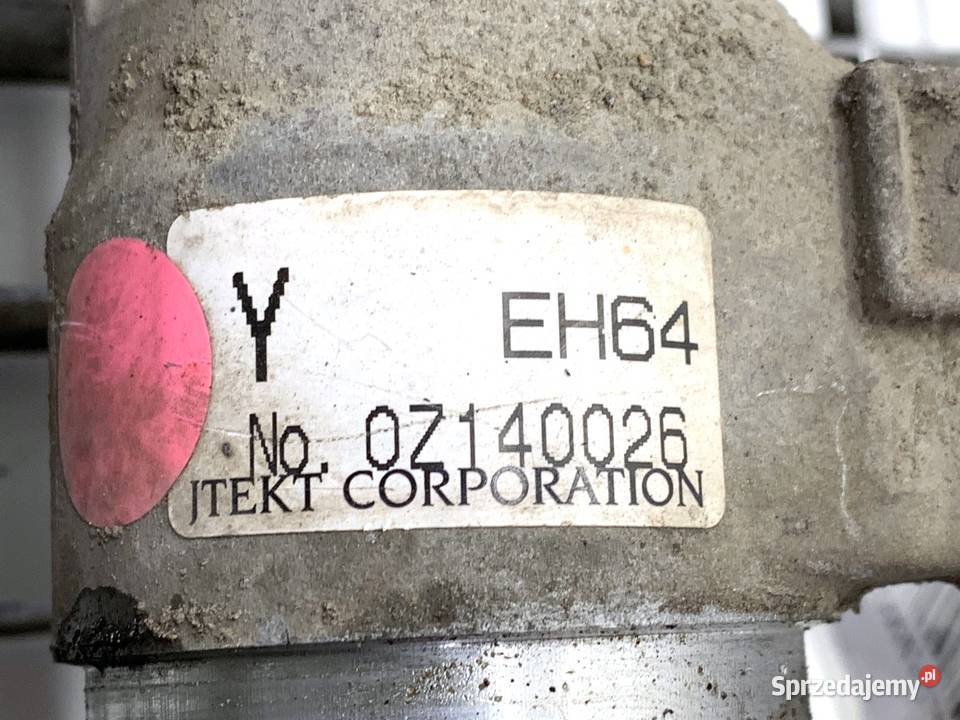 Y EH64
No. 0Z140026
JTEKT CORPORATION
Sprzedajemy.pl